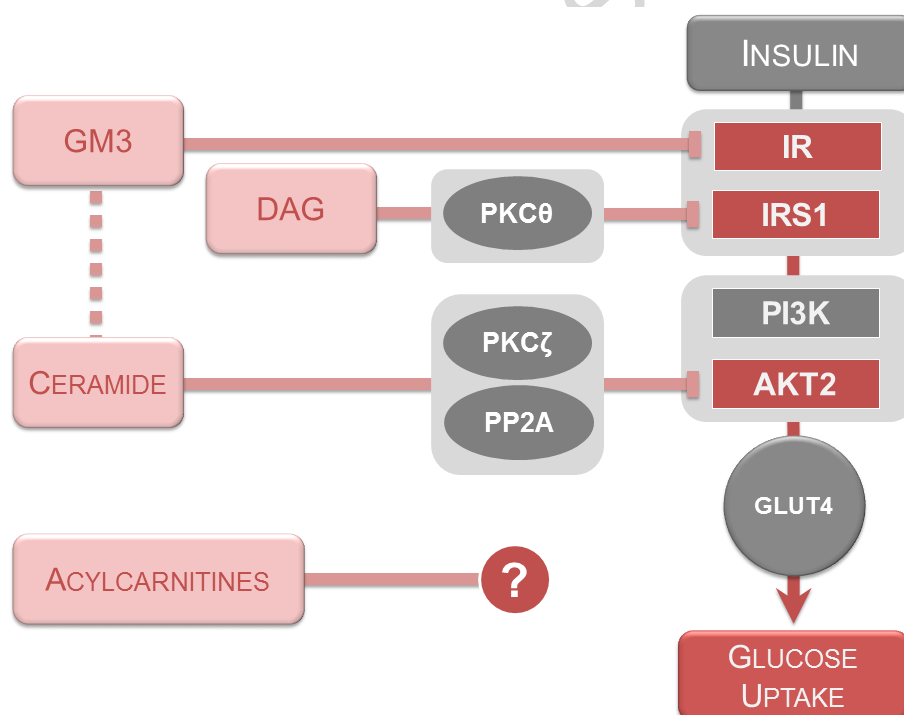 INSULIN
GM3
IR
DAG
PKCθ
IRS1
PI3K
PKCζ
CERAMIDE
AKT2
PP2A
GLUT4
ACYLCARNITINES
?
GLUCOSE
UPTAKE